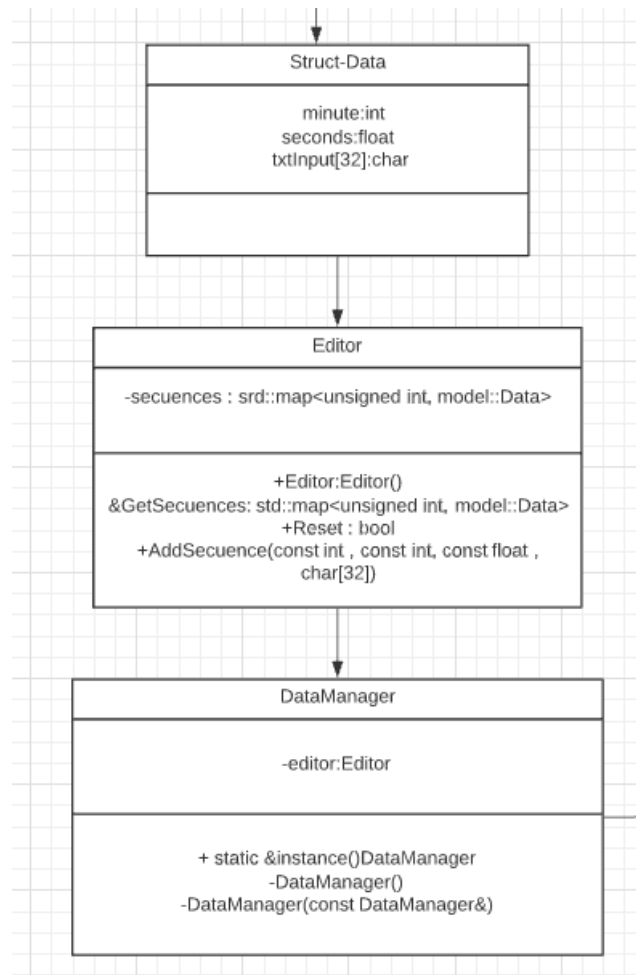 Struct-Data
minute:int
seconds:float
txtInput[32]:char
Editor
-secuences : srd::map<unsigned int, model::Data>
+Editor:Editor()
&GetSecuences: std::map<unsigned int, model::Data>
+Reset : bool
+AddSecuence(const int , const int, const float ,
char[32])
DataManager
-editor:Editor
+ static &instance()DataManager
-DataManager()
-DataManager(const DataManager&)